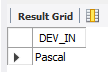 Result Grid
DEV_IN
Pascal